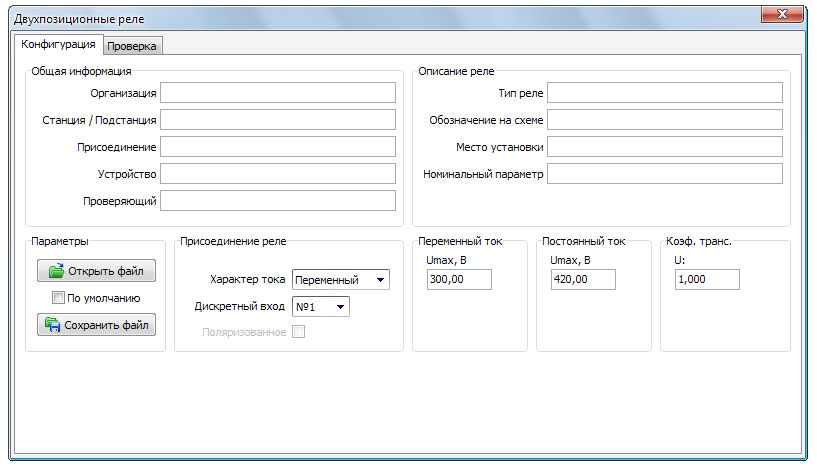 Двухпозиционные реле
Конфигурация Проверка
Общая информация
Организация
Станция / Подстанция
Присоединение
Устройство
Проверяющий
Описание реле
Тип реле
Обозначение на схеме
Место установки
Номинальный параметр
Параметры
Открыть файл
По умолчанию
Сохранить файл
Присоединение реле
Характер тока Переменный
Дискретный вход №1
Поляризованное
Переменный ток
Umax, В
300,00
Постоянный ток
Umax, В
420,00
Коэф. транс.
U:
1,000